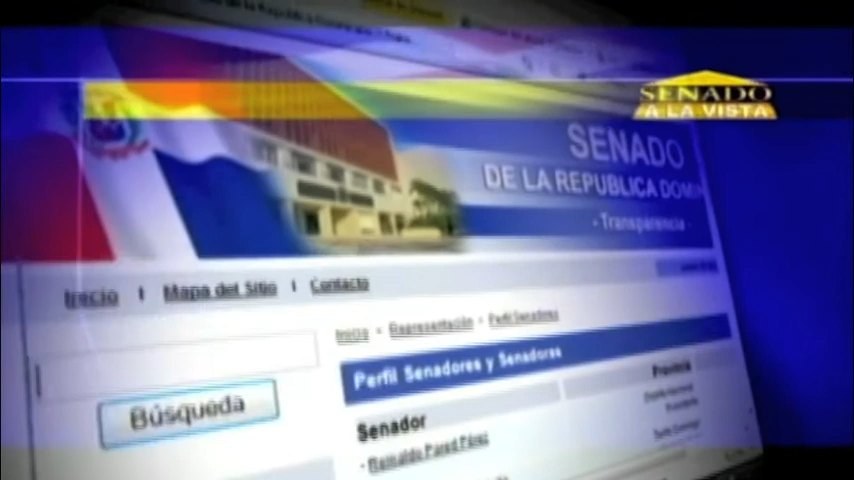 SENADO
A LA VISTA
SENADO
DE LA REPUBLICA
- Transparencia -
Inicio | Mapa del Sitio | Contacto
Inicio - Representación - Perfil Senadores
Perfil Senadores y Senadoras
Búsqueda
Senador
Provincia
- Reinaldo Pared Pérez